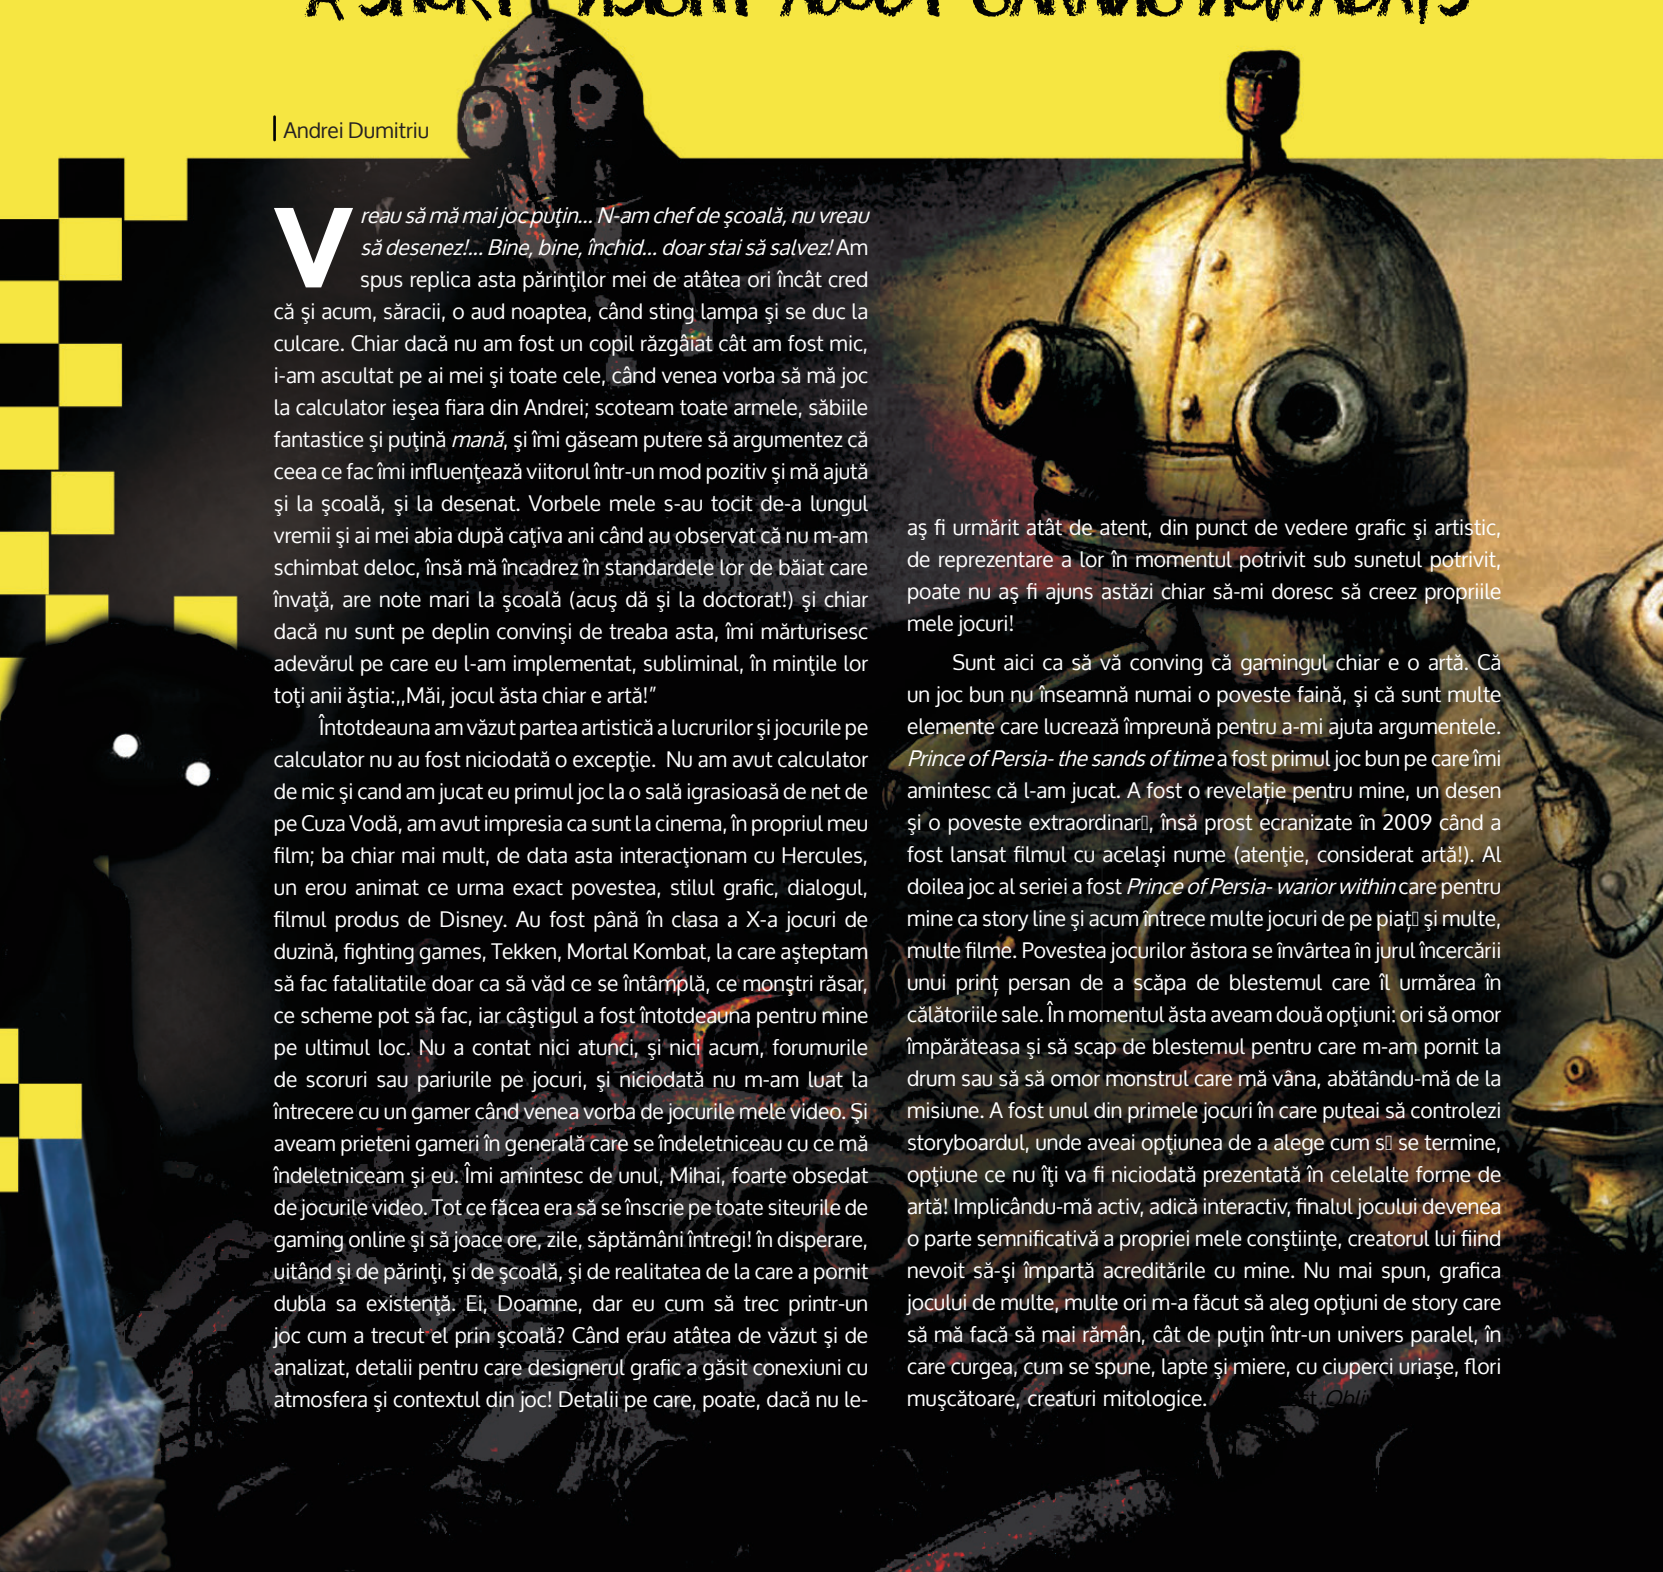 A SHORT INSIGHT ABOUT GAMING NOWADAYS
Andrei Dumitriu
Vreau să mă mai joc puţin... N-am chef de şcoală, nu vreau
să desenez!... Bine, bine, închid... doar stai să salvez! Am
spus replica asta părinţilor mei de atâtea ori încât cred
că şi acum, săracii, o aud noaptea, când sting lampa şi se duc la
culcare. Chiar dacă nu am fost un copil răzgâiat cât am fost mic,
i-am ascultat pe ai mei şi toate cele, când venea vorba să mă joc
la calculator ieşea fiara din Andrei; scoteam toate armele, săbiile
fantastice şi puţină mană, şi îmi găseam putere să argumentez că
ceea ce fac îmi influenţează viitorul într-un mod pozitiv şi mă ajută
şi la şcoală, şi la desenat. Vorbele mele s-au tocit de-a lungul
vremii şi ai mei abia după caţiva ani când au observat că nu m-am
schimbat deloc, însă mă încadrez în standardele lor de băiat care
învaţă, are note mari la şcoală (acuş dă şi la doctorat!) şi chiar
dacă nu sunt pe deplin convinşi de treaba asta, îmi mărturisesc
adevărul pe care eu l-am implementat, subliminal, în minţile lor
toţi anii ăştia:,,Măi, jocul ăsta chiar e artă!”
Întotdeauna am văzut partea artistică a lucrurilor şi jocurile pe
calculator nu au fost niciodată o excepţie. Nu am avut calculator
de mic şi cand am jucat eu primul joc la o sală igrasioasă de net de
pe Cuza Vodă, am avut impresia ca sunt la cinema, în propriul meu
film; ba chiar mai mult, de data asta interacţionam cu Hercules,
un erou animat ce urma exact povestea, stilul grafic, dialogul,
filmul produs de Disney. Au fost până în clasa a X-a jocuri de
duzină, fighting games, Tekken, Mortal Kombat, la care aşteptam
să fac fatalitatile doar ca să văd ce se întâmplă, ce monştri răsar,
ce scheme pot să fac, iar câştigul a fost întotdeauna pentru mine
pe ultimul loc. Nu a contat nici atunci, şi nici acum, forumurile
de scoruri sau pariurile pe jocuri, şi niciodată nu m-am luat la
întrecere cu un gamer când venea vorba de jocurile mele video. Şi
aveam prieteni gameri în generală care se îndeletniceau cu ce mă
îndeletniceam şi eu. Îmi amintesc de unul, Mihai, foarte obsedat
de jocurile video. Tot ce făcea era să se înscrie pe toate siteurile de
gaming online şi să joace ore, zile, săptămâni întregi! în disperare,
uitând şi de părinţi, şi de şcoală, şi de realitatea de la care a pornit
dubla sa existenţă. Ei, Doamne, dar eu cum să trec printr-un
joc cum a trecut el prin şcoală? Când erau atâtea de văzut şi de
analizat, detalii pentru care designerul grafic a găsit conexiuni cu
atmosfera şi contextul din joc! Detalii pe care, poate, dacă nu le-
aş fi urmărit atât de atent, din punct de vedere grafic şi artistic,
de reprezentare a lor în momentul potrivit sub sunetul potrivit,
poate nu aş fi ajuns astăzi chiar să-mi doresc să creez propriile
mele jocuri!
Sunt aici ca să vă conving că gamingul chiar e o artă. Că
un joc bun nu înseamnă numai o poveste faină, şi că sunt multe
elemente care lucrează împreună pentru a-mi ajuta argumentele.
Prince of Persia- the sands of time a fost primul joc bun pe care îmi
amintesc că l-am jucat. A fost o revelație pentru mine, un desen
şi o poveste extraordinar▯, însă prost ecranizate în 2009 când a
fost lansat filmul cu acelaşi nume (atenţie, considerat artă!). Al
doilea joc al seriei a fost Prince of Persia- warior within care pentru
mine ca story line şi acum întrece multe jocuri de pe piaţ▯ şi multe,
multe filme. Povestea jocurilor ăstora se învârtea în jurul încercării
unui prinţ persan de a scăpa de blestemul care îl urmărea în
călătoriile sale. În momentul ăsta aveam două opţiuni: ori să omor
împărăteasa şi să scap de blestemul pentru care m-am pornit la
drum sau să să omor monstrul care mă vâna, abătându-mă de la
misiune. A fost unul din primele jocuri în care puteai să controlezi
storyboardul, unde aveai opţiunea de a alege cum s▯ se termine,
opţiune ce nu îţi va fi niciodată prezentată în celelalte forme de
artă! Implicându-mă activ, adică interactiv, finalul jocului devenea
o parte semnificativă a propriei mele conştiinţe, creatorul lui fiind
nevoit să-şi împartă acreditările cu mine. Nu mai spun, grafica
jocului de multe, multe ori m-a făcut să aleg opţiuni de story care
să mă facă să mai rămân, cât de puţin într-un univers paralel, în
care curgea, cum se spune, lapte şi miere, cu ciuperci uriaşe, flori
muşcătoare, creaturi mitologice.